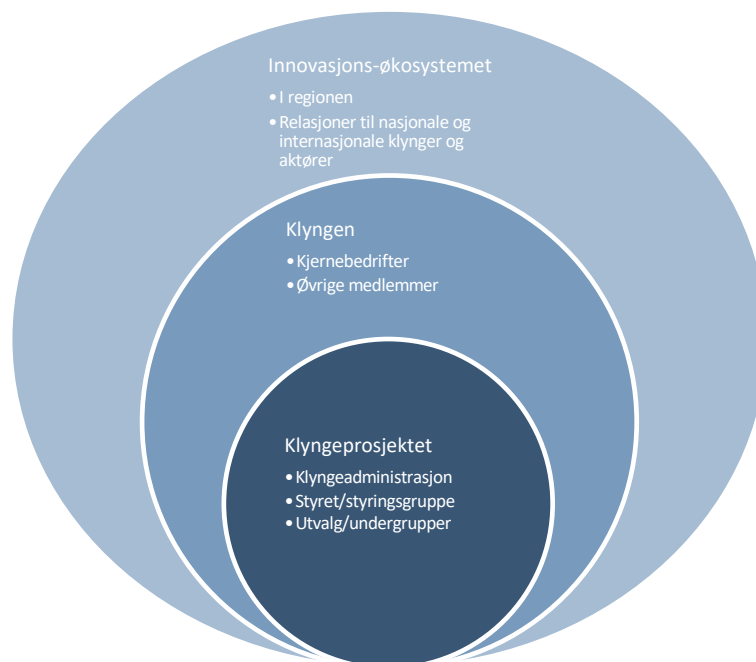 Innovasjons-økosystemet
•I regionen
•Relasjoner til nasjonale og
internasjonale klynger og
aktører
Klyngen
•Kjernebedrifter
•Øvrige medlemmer
Klyngeprosjektet
•Klyngeadministrasjon
•Styret/styringsgruppe
•Utvalg/undergrupper